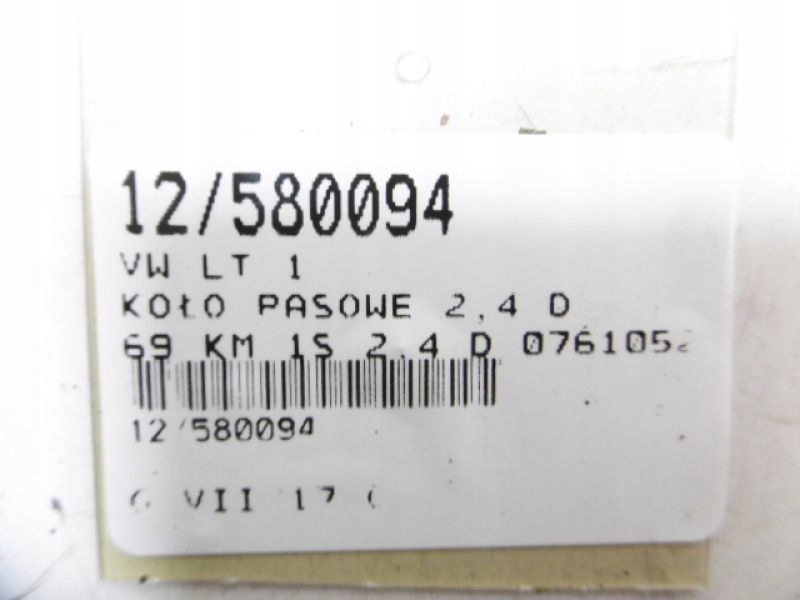 12/580094
VW LT 1
KOŁO PASOWE 2,4 D
69 KM 1S 2,4 D 076105
12/580094
VII 17